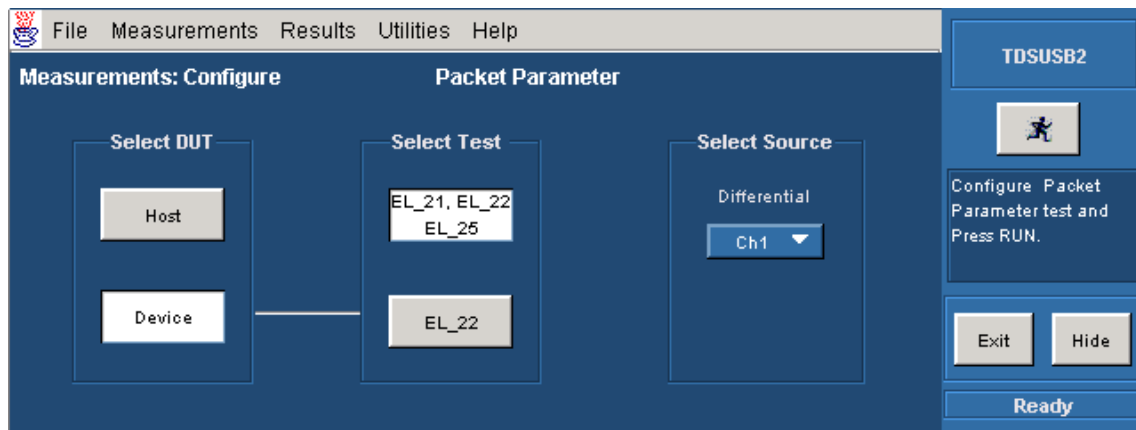 File Measurements Results Utilities Help
Measurements: Configure Packet Parameter
TDSUSB2
Select DUT Select Test Select Source
Host
EL_21, EL_22
EL_25
Differential
Ch1
Configure Packet
Parameter test and
Press RUN.
Device
EL_22
Exit Hide
Ready